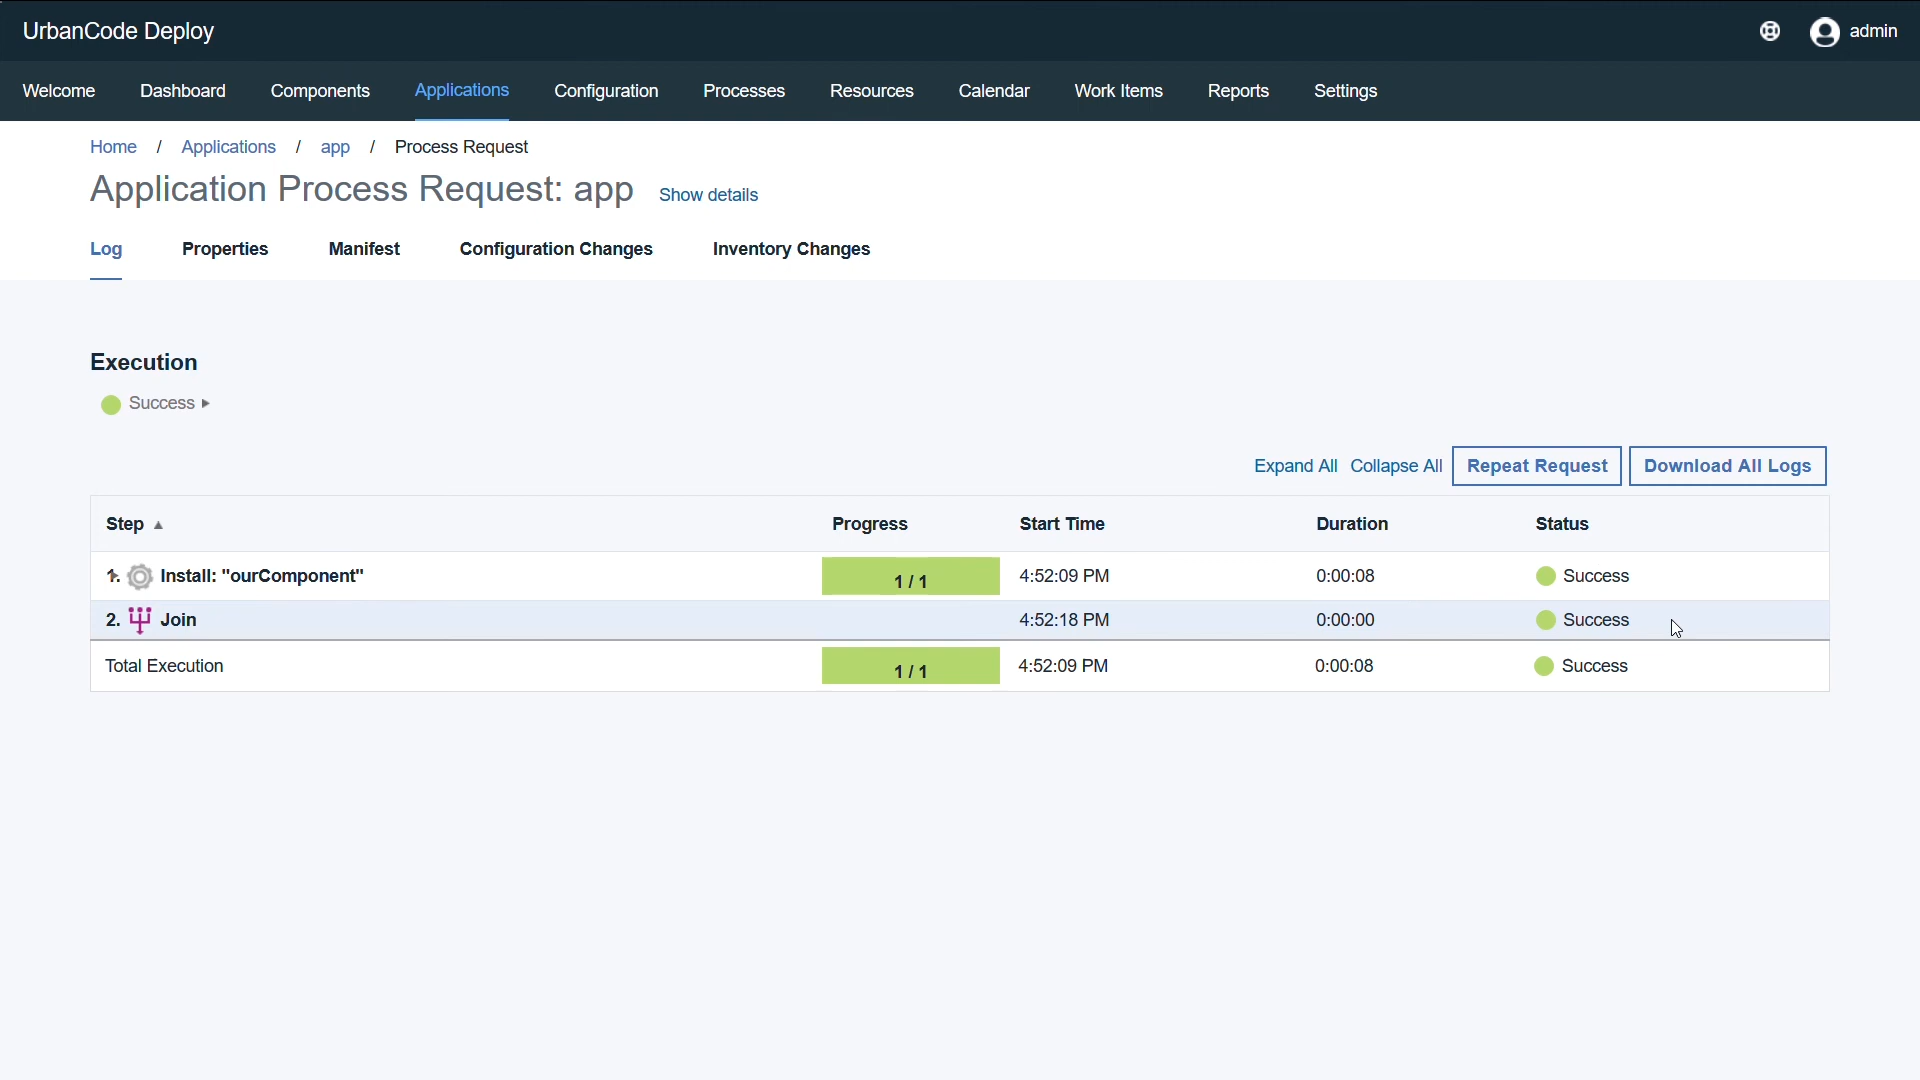 UrbanCode Deploy admin
Welcome Dashboard Components Applications Configuration Processes Resources Calendar Work Items Reports Settings
Home / Applications / app / Process Request
Application Process Request: app Show details
Log Properties Manifest Configuration Changes Inventory Changes
Execution
Success
Expand All Collapse All Repeat Request Download All Logs
Step Progress Start Time Duration Status
1. Install: "ourComponent" 1 / 1 4:52:09 PM 0:00:08 Success
2. Join 4:52:18 PM 0:00:00 Success
Total Execution 1 / 1 4:52:09 PM 0:00:08 Success